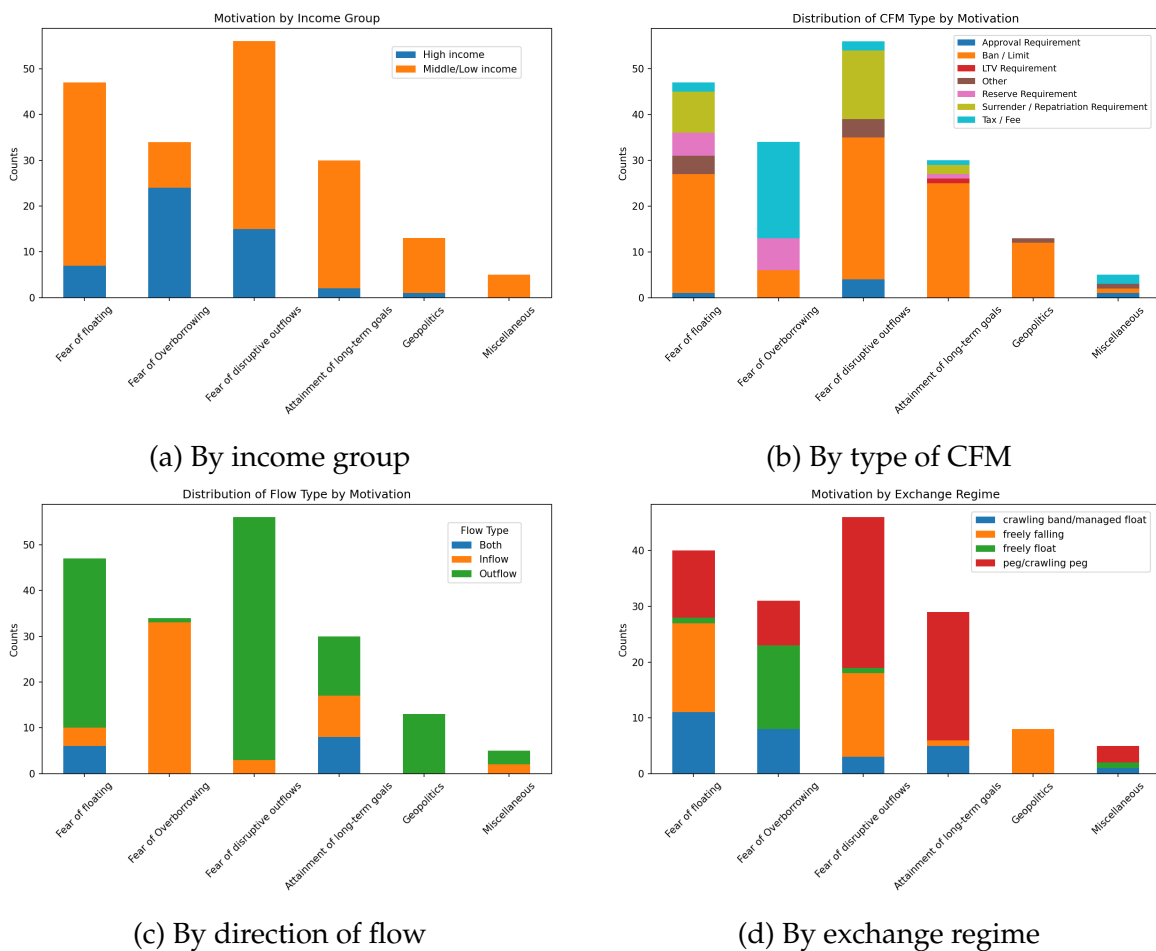 Motivation by Income Group
Counts
0
10
20
30
40
50
High income
Middle/Low income
Fear of floating
Fear of Overborrowing
Fear of disruptive outflows
Attainment of long-term goals
Geopolitics
Miscellaneous
(a) By income group
Distribution of CFM Type by Motivation
Counts
0
10
20
30
40
50
Approval Requirement
Ban / Limit
LTV Requirement
Other
Reserve Requirement
Surrender / Repatriation Requirement
Tax / Fee
Fear of floating
Fear of Overborrowing
Fear of disruptive outflows
Attainment of long-term goals
Geopolitics
Miscellaneous
(b) By type of CFM
Distribution of Flow Type by Motivation
Counts
0
10
20
30
40
50
Flow Type
Both
Inflow
Outflow
Fear of floating
Fear of Overborrowing
Fear of disruptive outflows
Attainment of long-term goals
Geopolitics
Miscellaneous
(c) By direction of flow
Motivation by Exchange Regime
Counts
0
10
20
30
40
crawling band/managed float
freely falling
freely float
peg/crawling peg
Fear of floating
Fear of Overborrowing
Fear of disruptive outflows
Attainment of long-term goals
Geopolitics
Miscellaneous
(d) By exchange regime